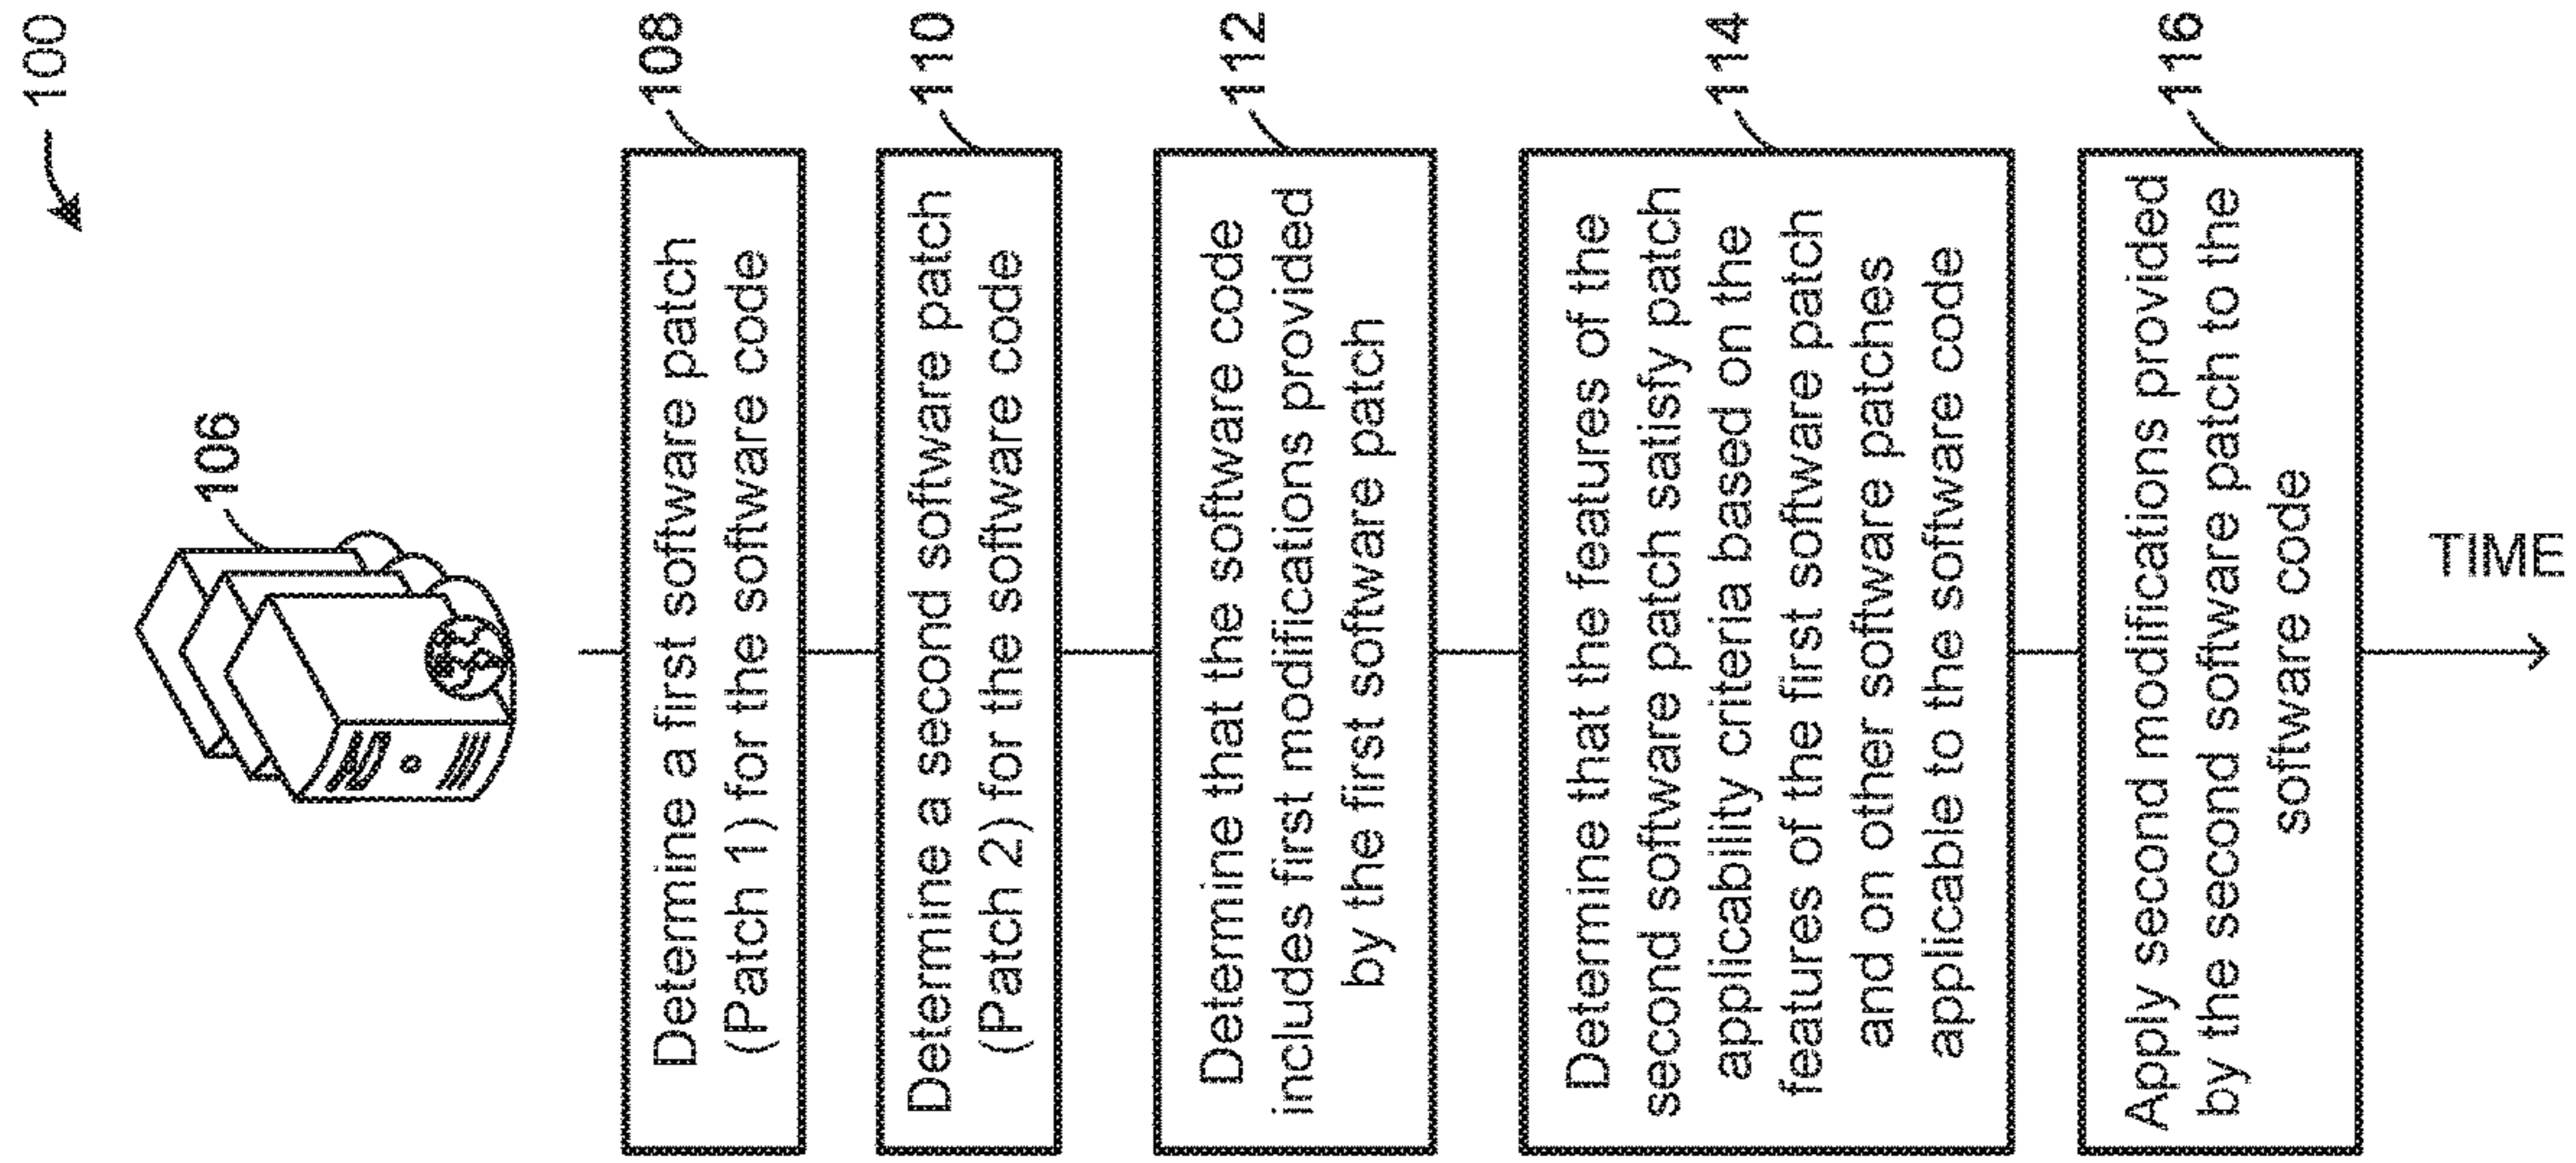 100
106
Determine a first software patch
(Patch 1) for the software code
108
Determine a second software patch
(Patch 2) for the software code
110
Determine that the software code
includes first modifications provided
by the first software patch
112
Determine that the features of the
second software patch satisfy patch
applicability criteria based on the
features of the first software patch
and on other software patches
applicable to the software code
114
Apply second modifications provided
by the second software patch to the
software code
116
TIME